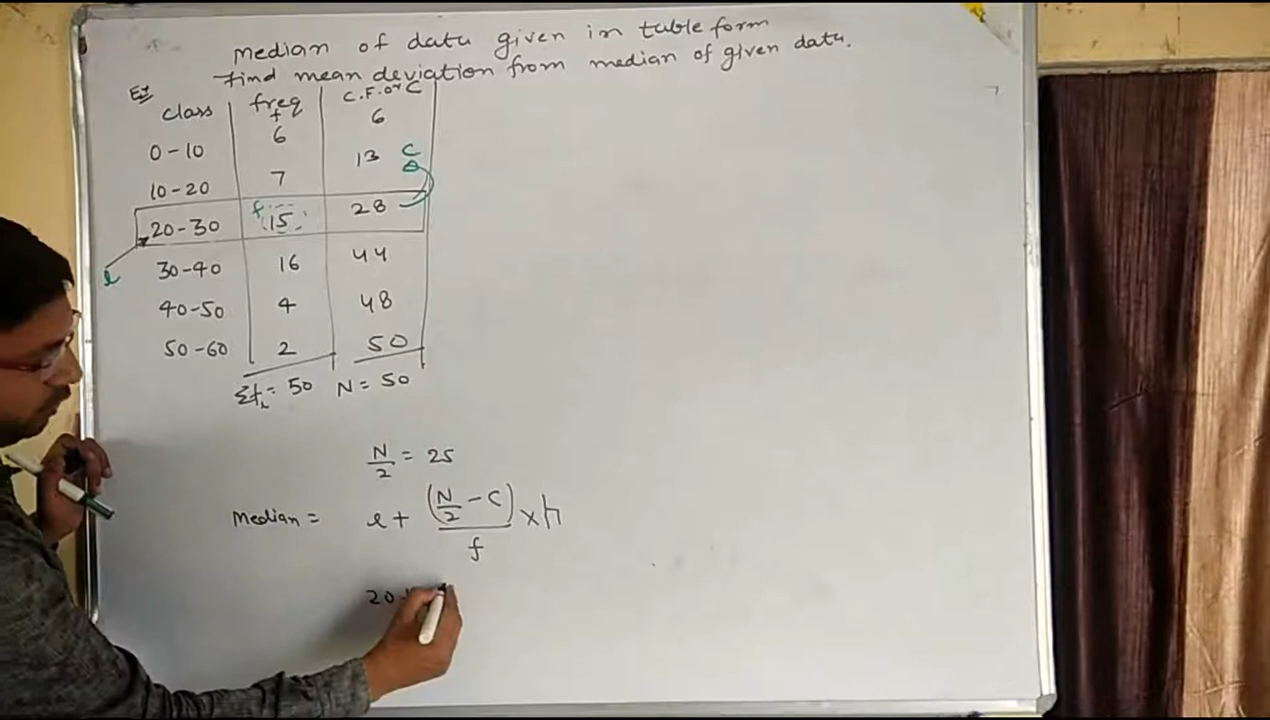 median of data given in table form
Find mean deviation from median of given data.
Ex
class freq f C.F. or C
0-10 6 6
10-20 7 13 C
20-30 f 15 28
l
30-40 16 44
40-50 4 48
50-60 2 50
Σfi = 50 N = 50
N/2 = 25
Median = l + (N/2 - C)/f × h
20 +